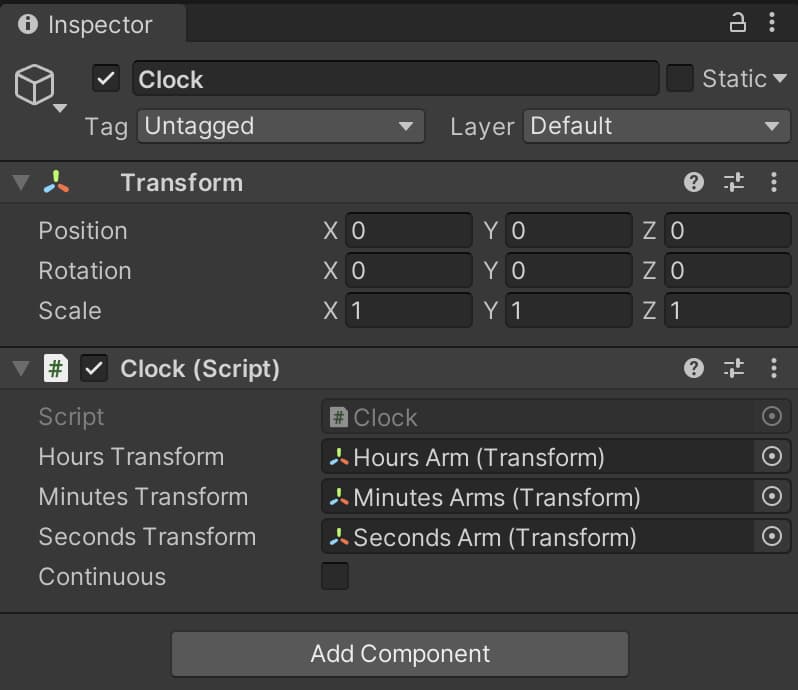 Inspector
Clock Static
Tag Untagged Layer Default
Transform
Position X 0 Y 0 Z 0
Rotation X 0 Y 0 Z 0
Scale X 1 Y 1 Z 1
# Clock (Script)
Script # Clock
Hours Transform Hours Arm (Transform)
Minutes Transform Minutes Arms (Transform)
Seconds Transform Seconds Arm (Transform)
Continuous
Add Component